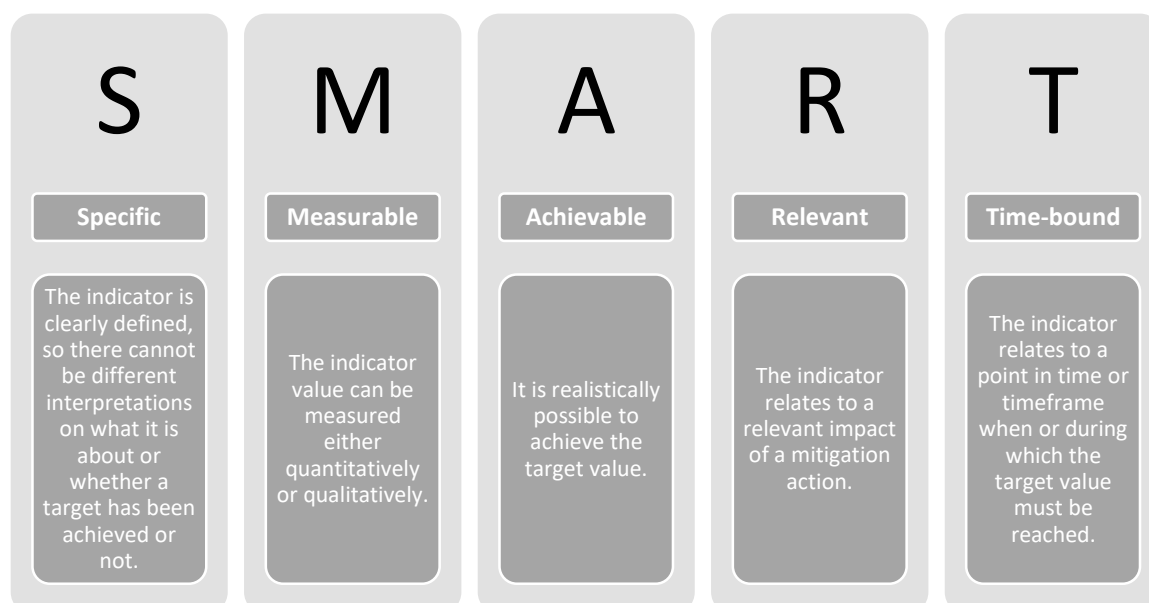 S
Specific
The indicator is
clearly defined,
so there cannot
be different
interpretations
on what it is
about or
whether a
target has been
achieved or
not.
M
Measurable
The indicator
value can be
measured
either
quantitatively
or qualitatively.
A
Achievable
It is realistically
possible to
achieve the
target value.
R
Relevant
The indicator
relates to a
relevant impact
of a mitigation
action.
T
Time-bound
The indicator
relates to a
point in time or
timeframe
when or during
which the
target value
must be
reached.